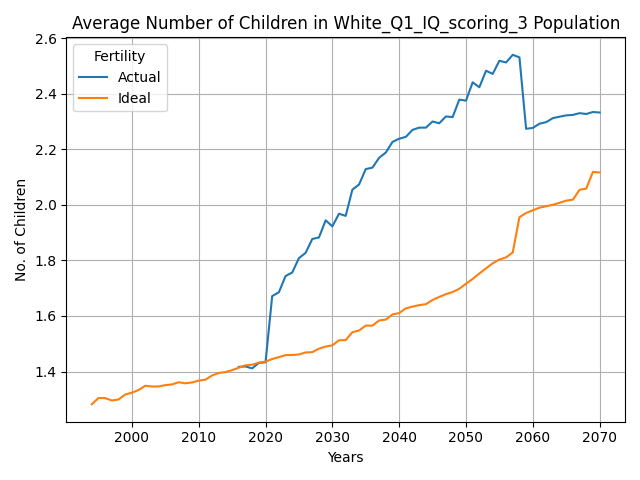 Average Number of Children in White_Q1_IQ_scoring_3 Population
Fertility
Actual
Ideal
2.6
2.4
2.2
2.0
1.8
1.6
1.4
No. of Children
2000 2010 2020 2030 2040 2050 2060 2070
Years